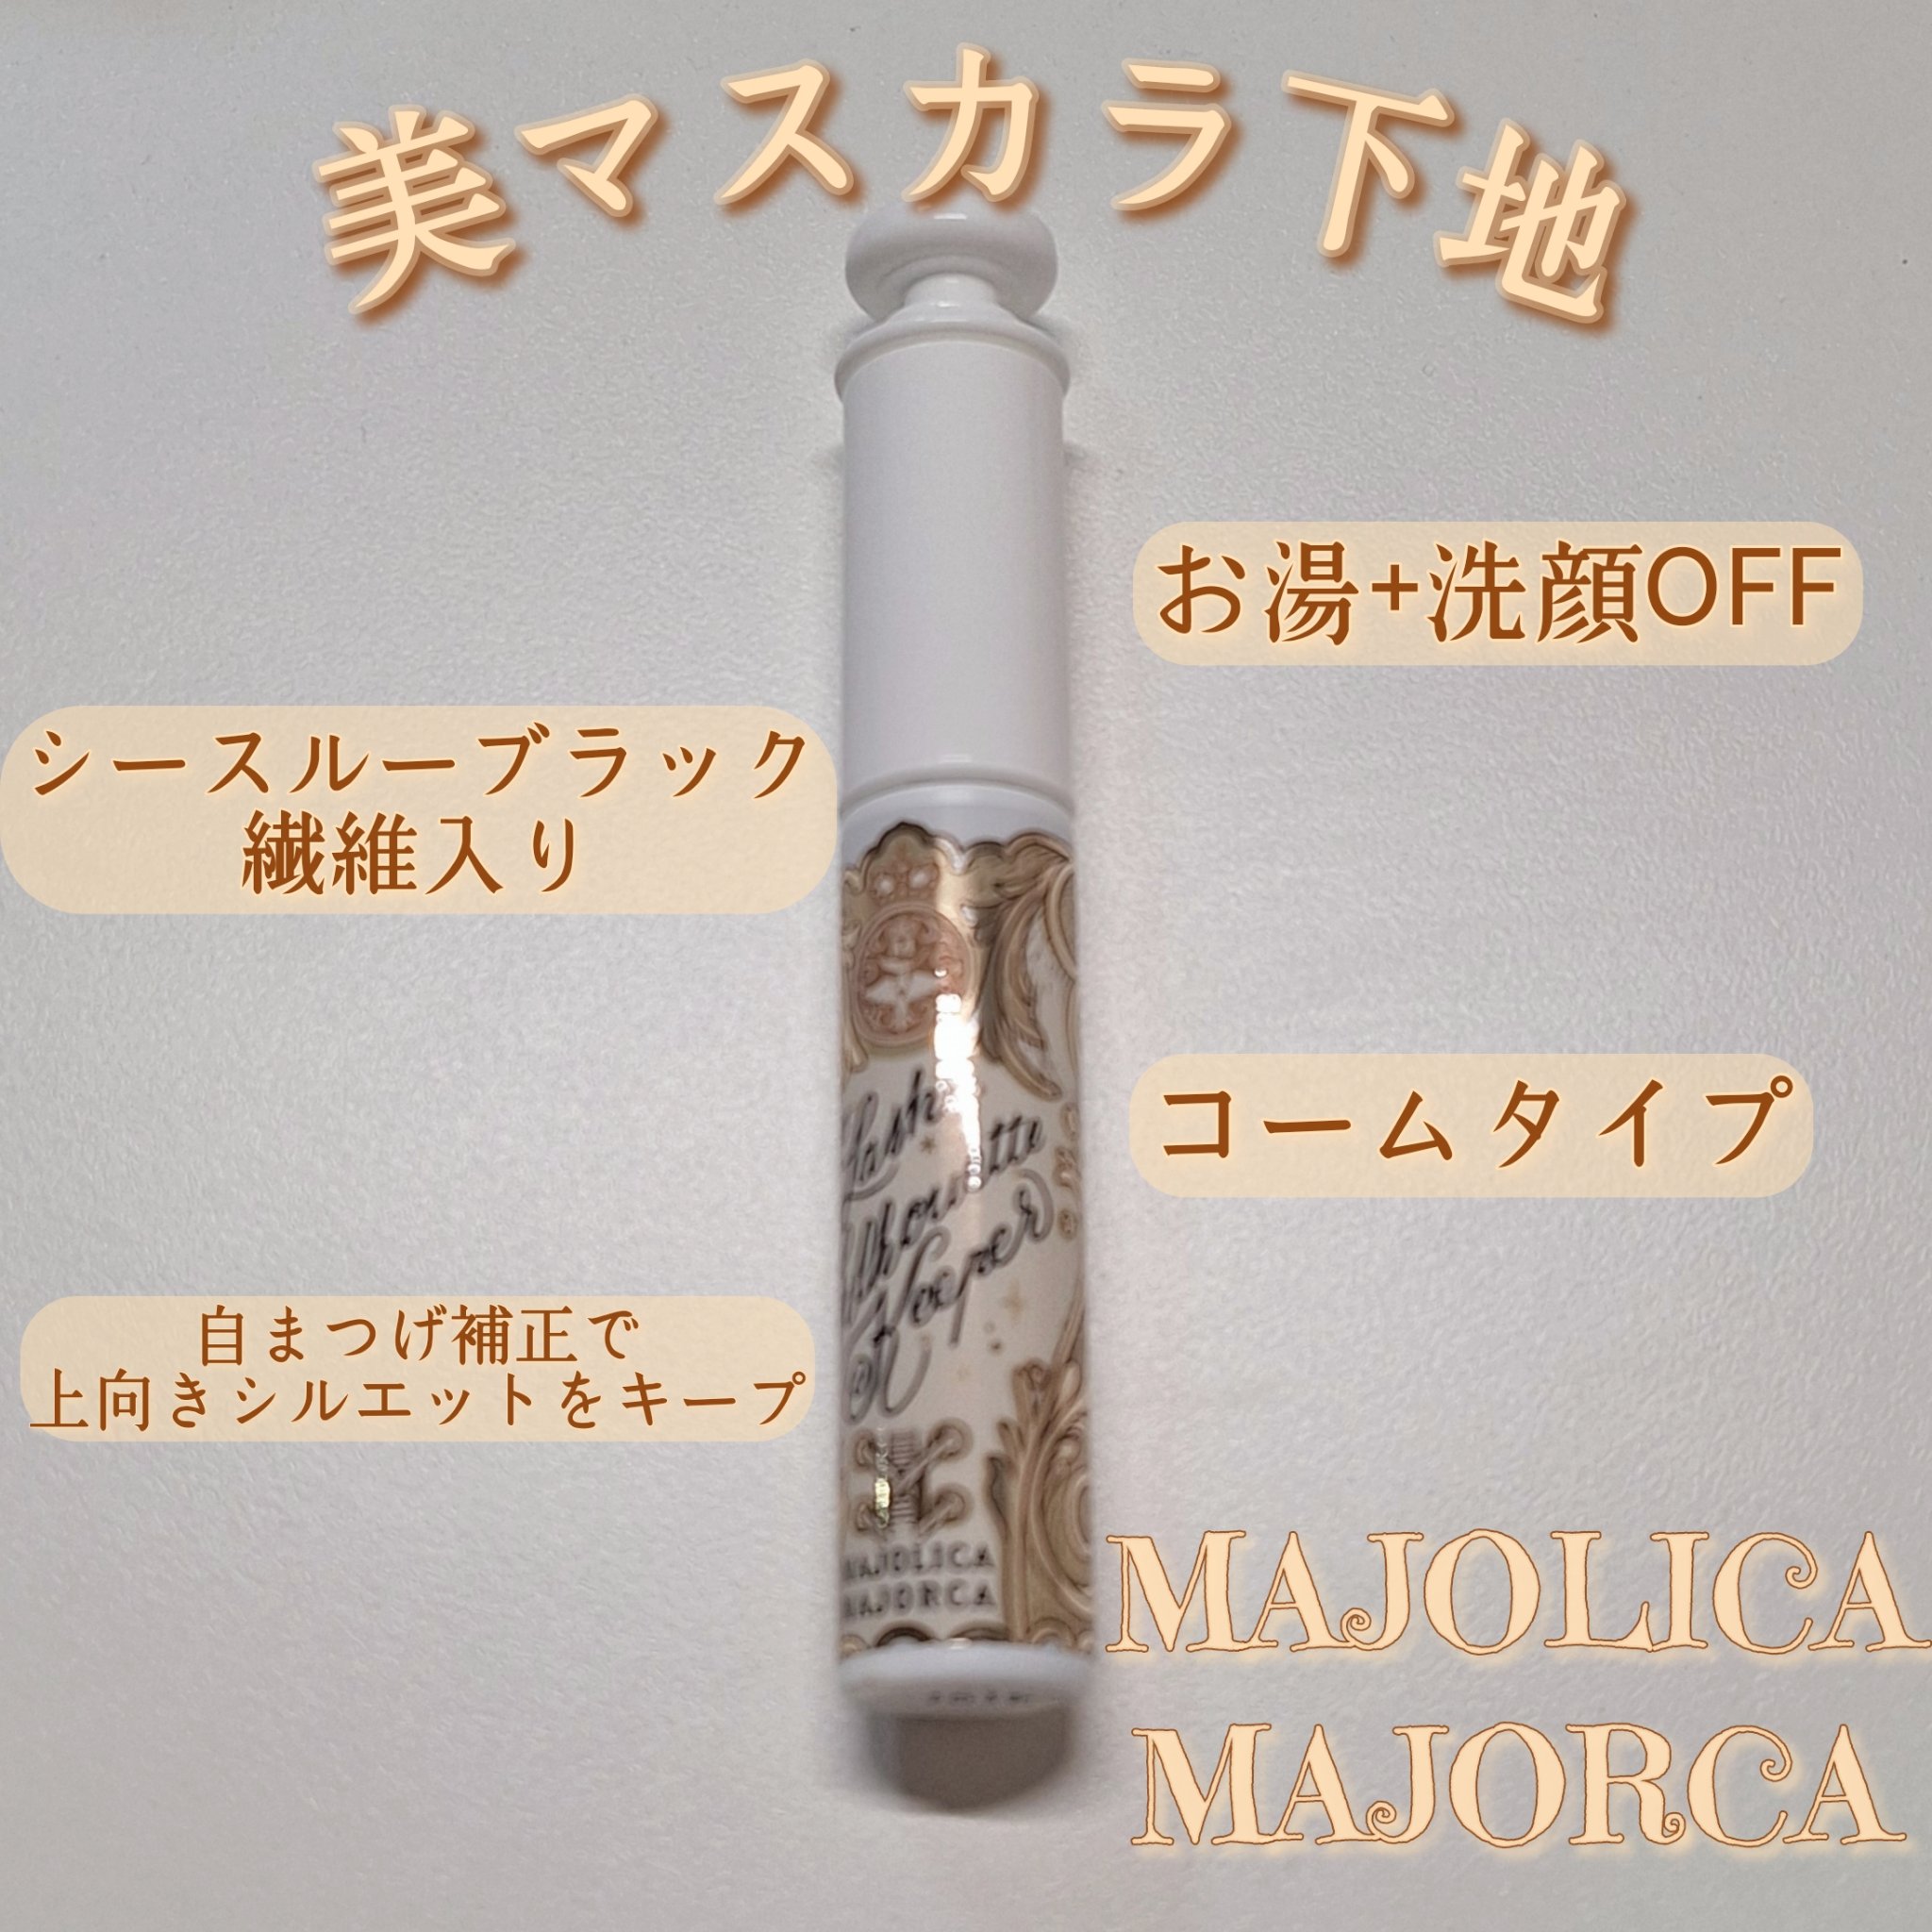 美マスカラ下地
お湯+洗顔OFF
シースルーブラック
繊維入り
コームタイプ
自まつげ補正で
上向きシルエットをキープ
Lash
Keeper
MAJOLICA
MAJORCA
MAJOLICA
MAJORCA